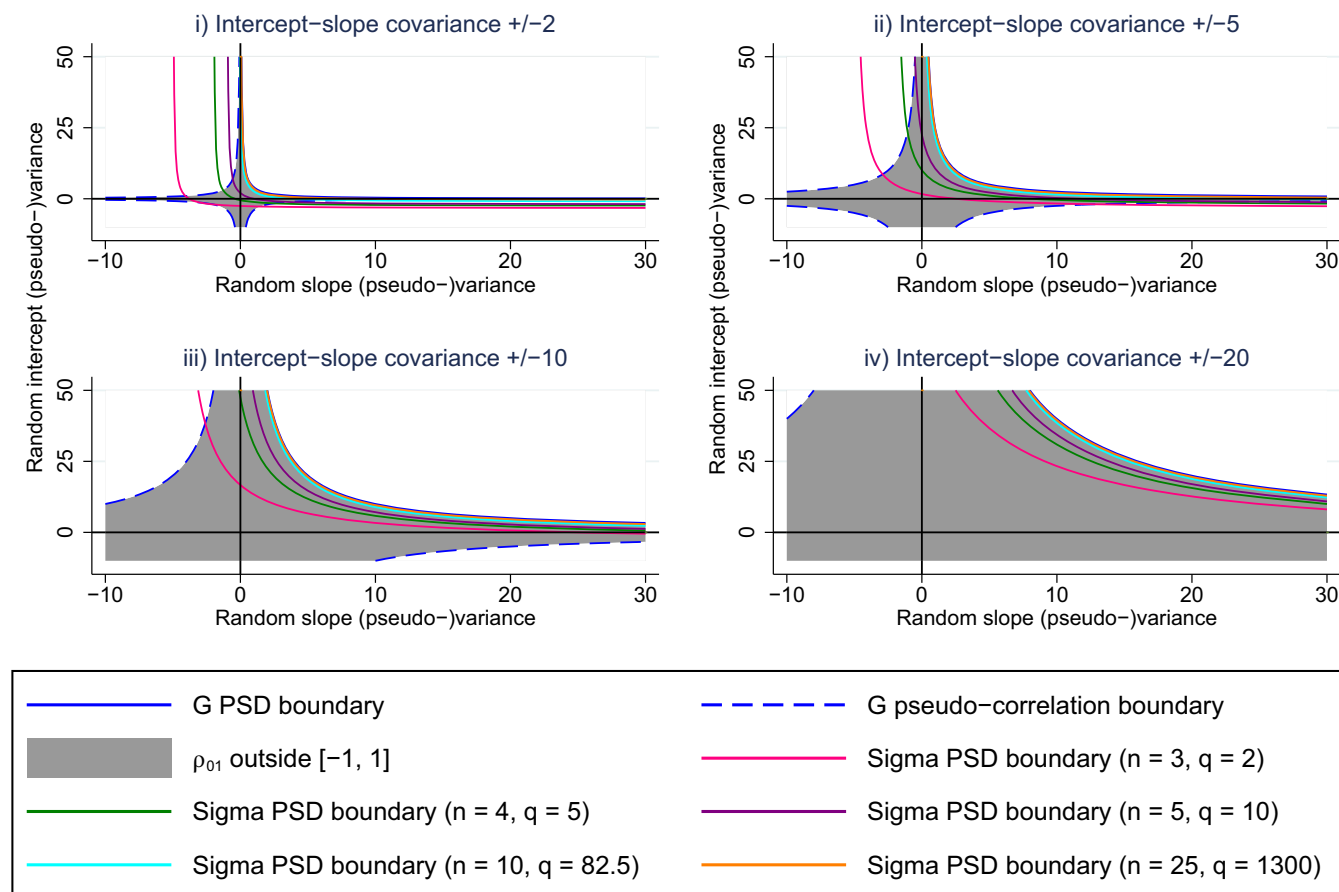 i) Intercept−slope covariance +/−2
ii) Intercept−slope covariance +/−5
Random intercept (pseudo−)variance
50
25
0
−10
0
10
20
30
Random slope (pseudo−)variance
Random intercept (pseudo−)variance
50
25
0
−10
0
10
20
30
Random slope (pseudo−)variance
iii) Intercept−slope covariance +/−10
iv) Intercept−slope covariance +/−20
50
25
0
−10
0
10
20
30
Random slope (pseudo−)variance
50
25
0
−10
0
10
20
30
Random slope (pseudo−)variance
G PSD boundary
G pseudo−correlation boundary
ρ₀₁ outside [−1, 1]
Sigma PSD boundary (n = 3, q = 2)
Sigma PSD boundary (n = 4, q = 5)
Sigma PSD boundary (n = 5, q = 10)
Sigma PSD boundary (n = 10, q = 82.5)
Sigma PSD boundary (n = 25, q = 1300)